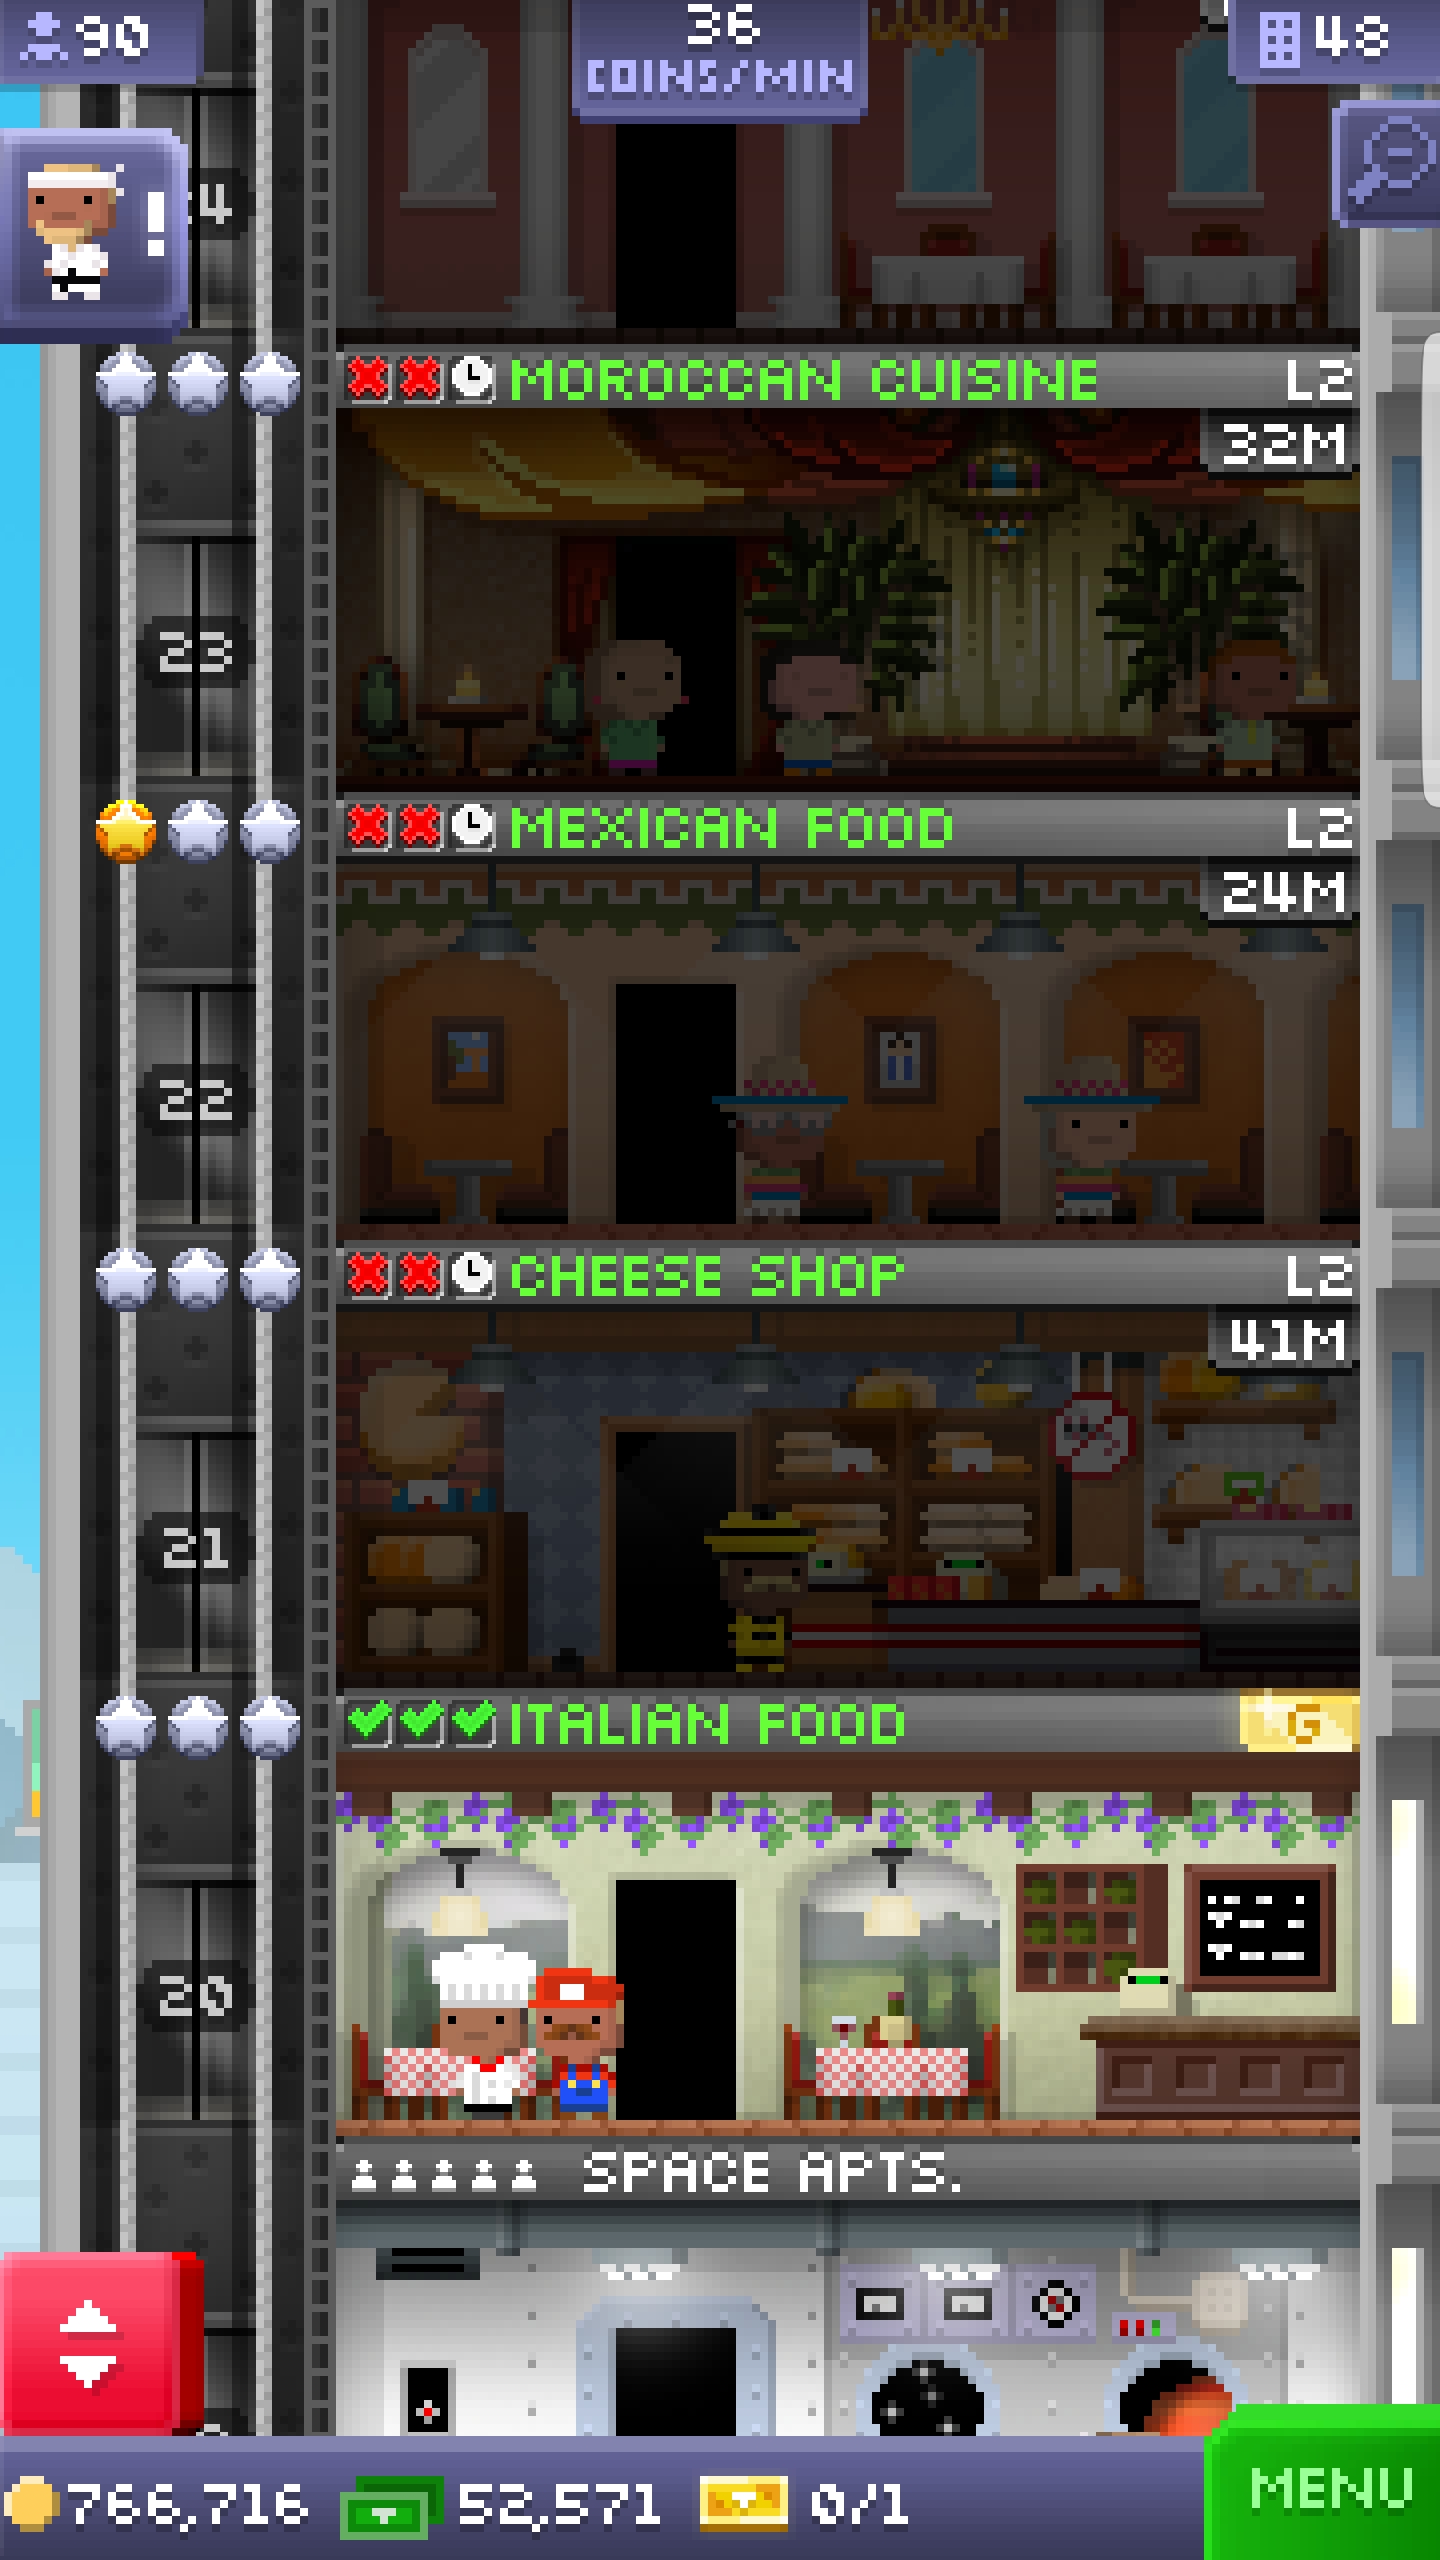 90
36
COINS/MIN
48
!
4
MOROCCAN CUISINE L2
32M
23
MEXICAN FOOD L2
24M
22
CHEESE SHOP L2
41M
21
ITALIAN FOOD G
20
SPACE APTS.
766,716 52,571 0/1
MENU